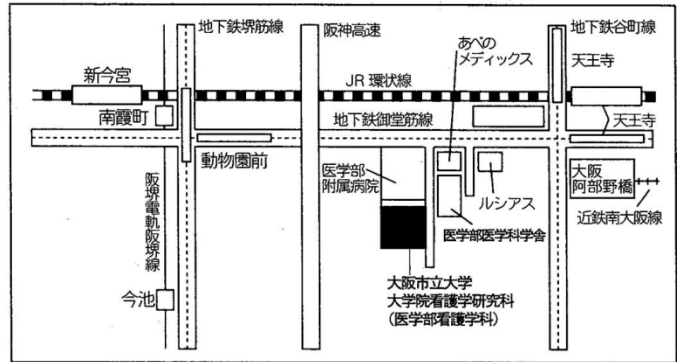 地下鉄堺筋線
阪神高速
地下鉄谷町線
あべの
メディックス
天王寺
新今宮
JR 環状線
南霞町
地下鉄御堂筋線
天王寺
動物園前
医学部
附属病院
ルシアス
大阪
阿部野橋
阪堺電軌阪堺線
医学部医学科学舎
近鉄南大阪線
今池
大阪市立大学
大学院看護学研究科
(医学部看護学科)